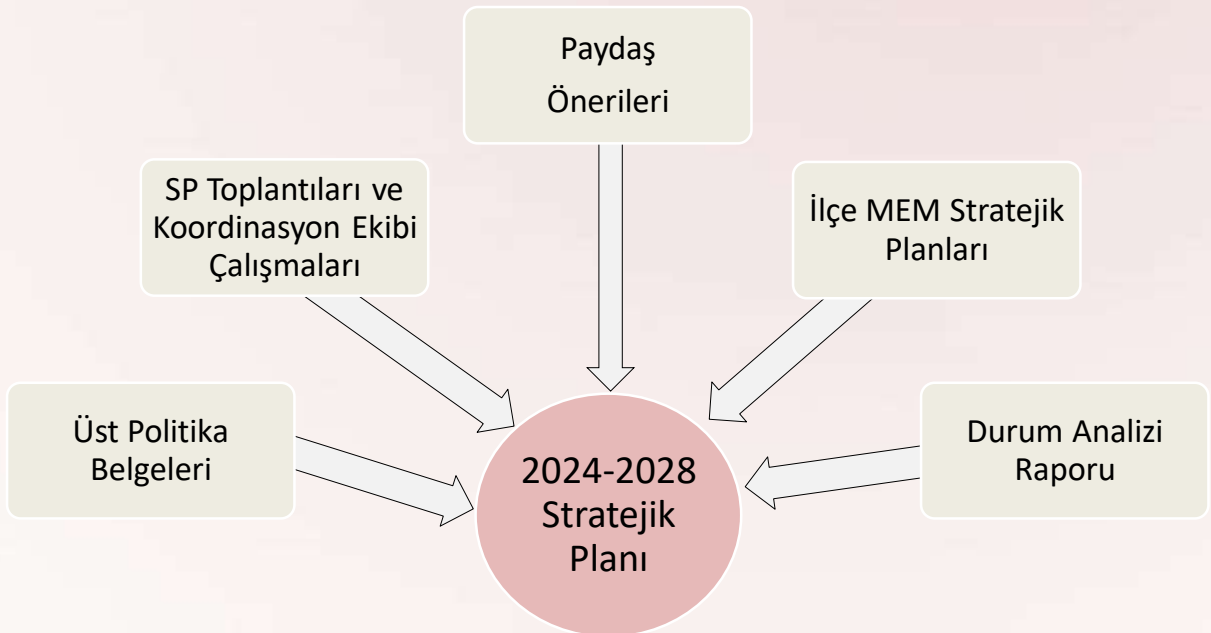 Paydaş
Önerileri
SP Toplantıları ve
Koordinasyon Ekibi
Çalışmaları
İlçe MEM Stratejik
Planları
Üst Politika
Belgeleri
Durum Analizi
Raporu
2024-2028
Stratejik
Planı